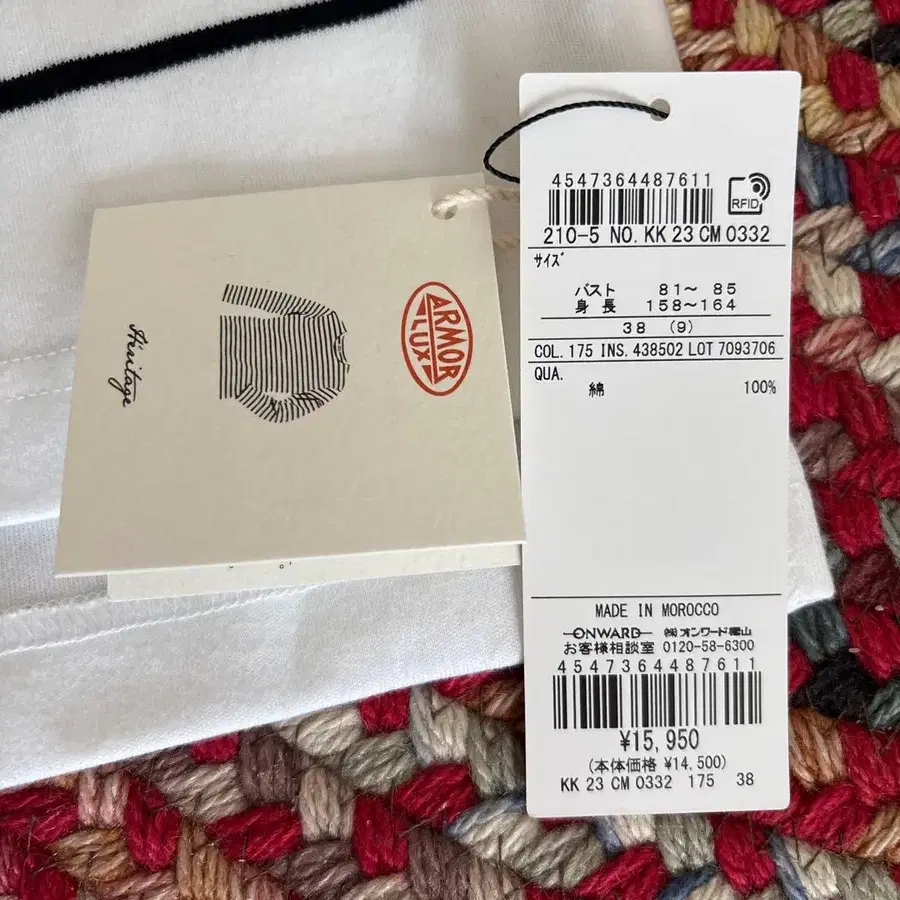 Héritage
ARMOR
LUX
4547364487611
RFID
210-5 NO. KK 23 CM 0332
ｻｲｽﾞ
バスト 81～ 85
身 長 158～164
38 (9)
COL. 175 INS. 438502 LOT 7093706
QUA.
綿 100%
MADE IN MOROCCO
ONWARD ㈱オンワード樫山
お客様相談室 0120-58-6300
4547364487611
¥15,950
(本体価格 ¥14,500)
KK 23 CM 0332 175 38